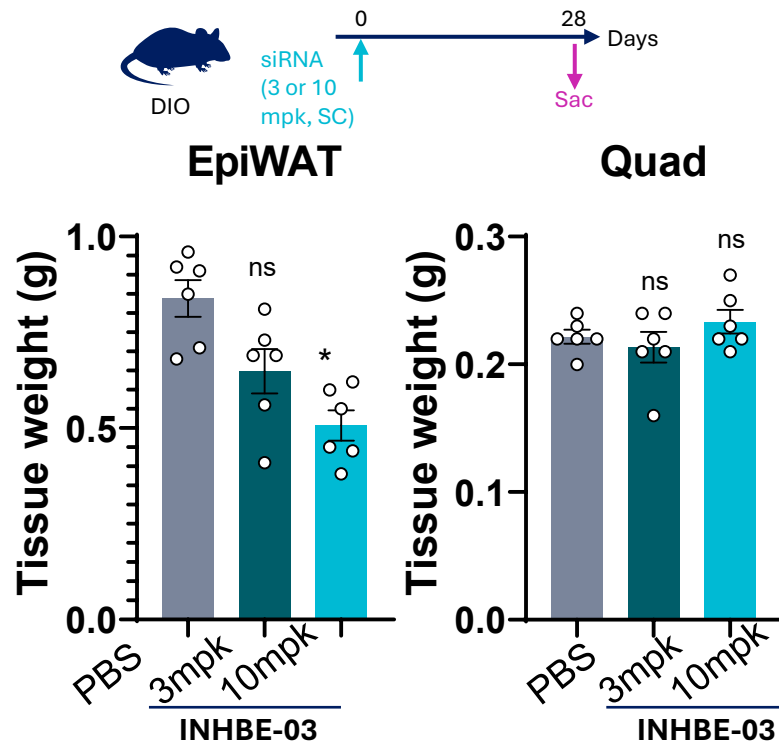 0 28
Days
siRNA
(3 or 10
mpk, SC)
DIO
Sac
EpiWAT
Tissue weight (g)
1.0
0.5
0.0
ns
*
PBS
3mpk
10mpk
INHBE-03
Quad
Tissue weight (g)
0.3
0.2
0.1
0.0
ns
ns
PBS
3mpk
10mpk
INHBE-03